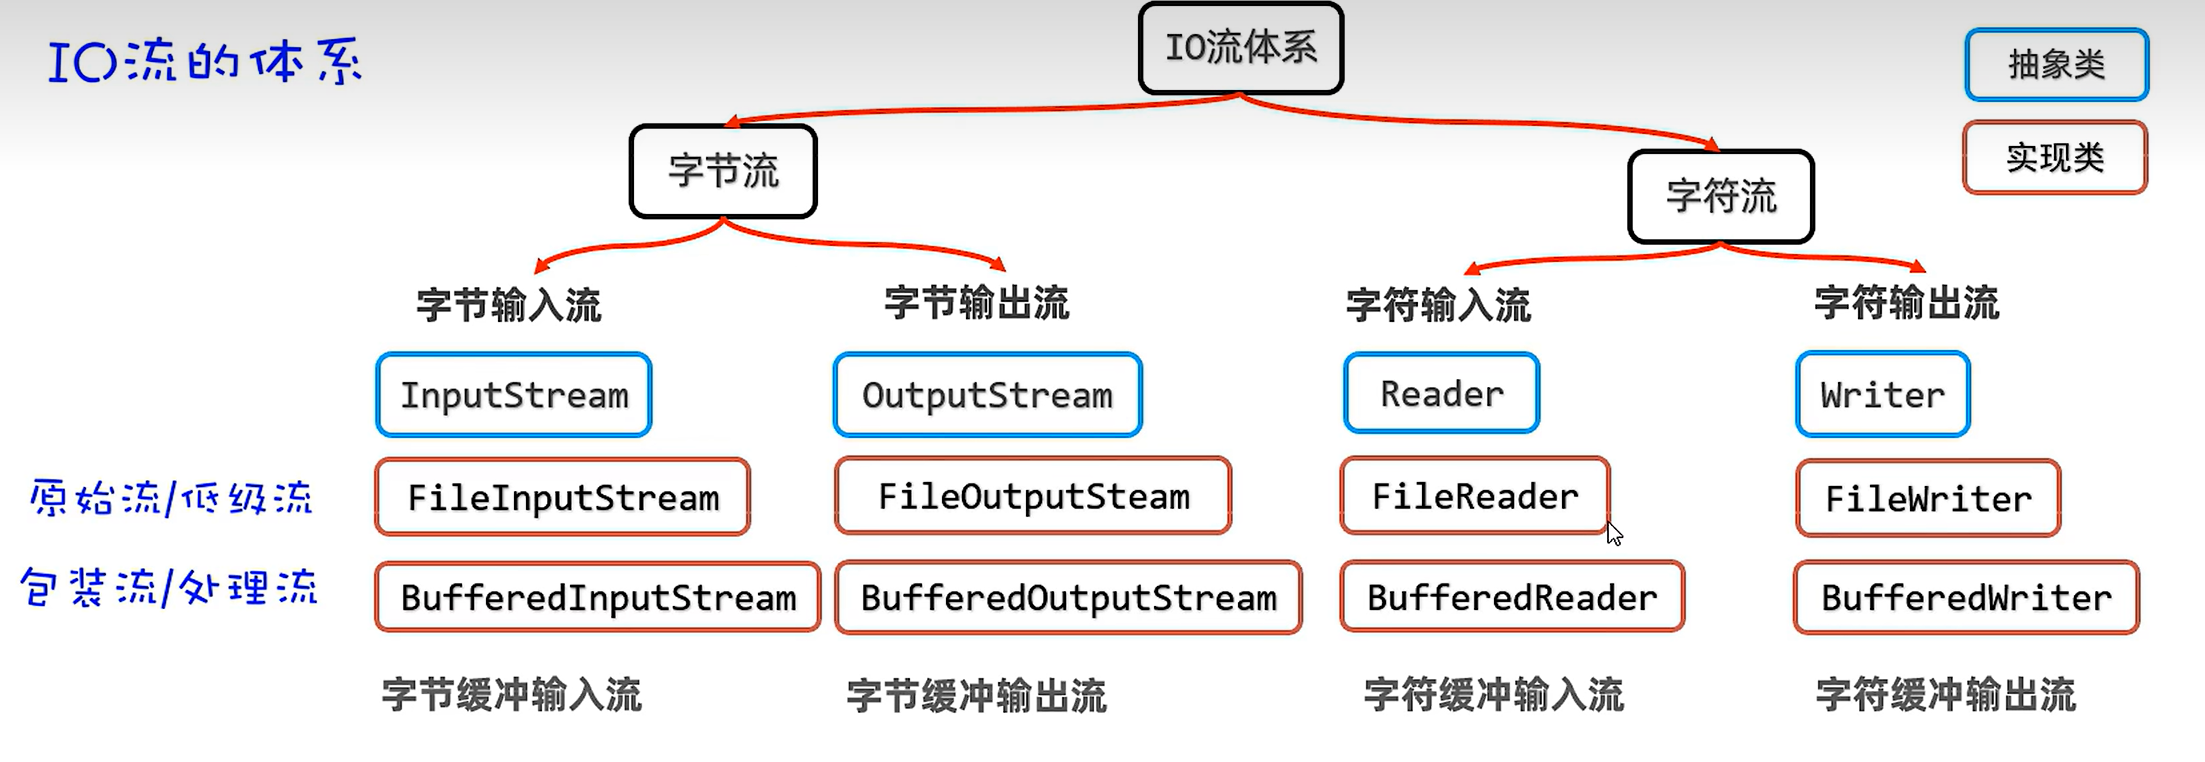 IO流的体系
IO流体系
抽象类
实现类
字节流
字符流
字节输入流
字节输出流
字符输入流
字符输出流
InputStream
OutputStream
Reader
Writer
原始流/低级流
FileInputStream
FileOutputSteam
FileReader
FileWriter
包装流/处理流
BufferedInputStream
BufferedOutputStream
BufferedReader
BufferedWriter
字节缓冲输入流
字节缓冲输出流
字符缓冲输入流
字符缓冲输出流